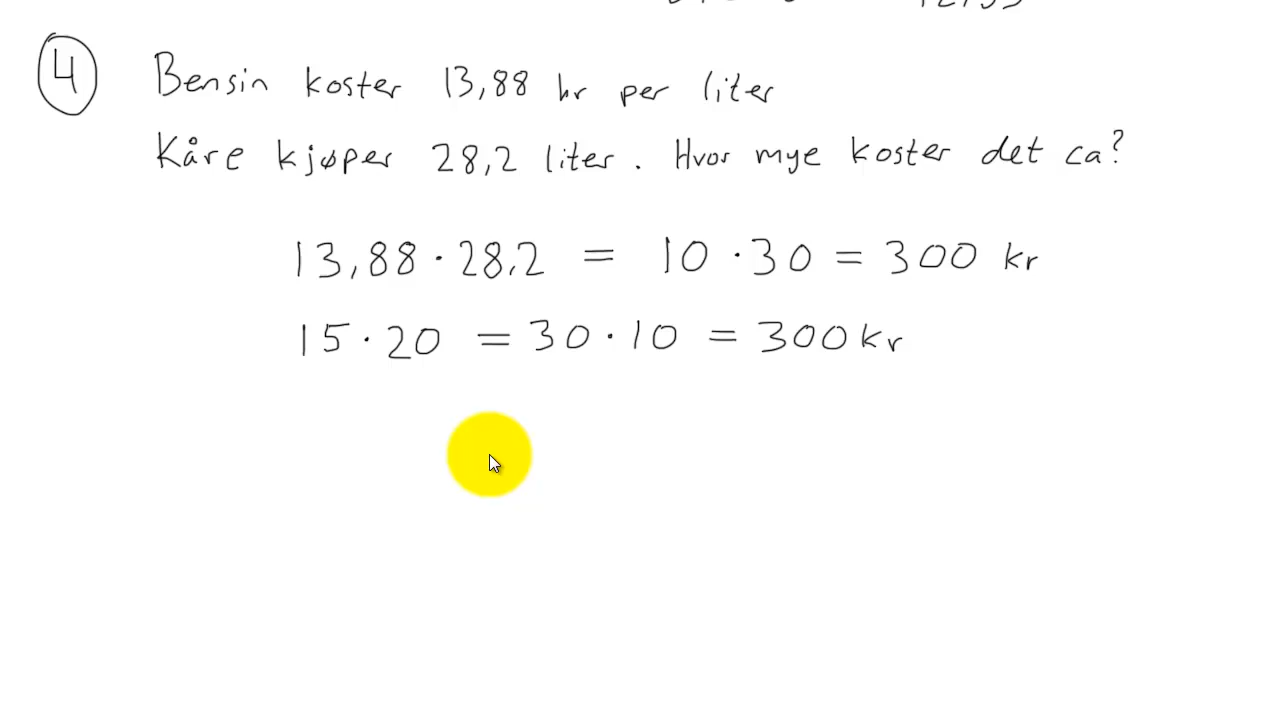 ④ Bensin koster 13,88 kr per liter
Kåre kjøper 28,2 liter. Hvor mye koster det ca?
13,88 · 28,2 = 10 · 30 = 300 kr
15 · 20 = 30 · 10 = 300 kr